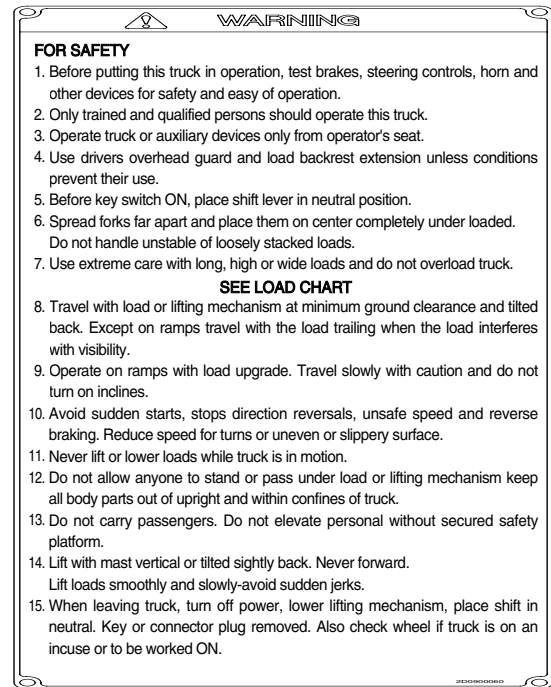 WARNING
FOR SAFETY
1. Before putting this truck in operation, test brakes, steering controls, horn and
other devices for safety and easy of operation.
2. Only trained and qualified persons should operate this truck.
3. Operate truck or auxiliary devices only from operator's seat.
4. Use drivers overhead guard and load backrest extension unless conditions
prevent their use.
5. Before key switch ON, place shift lever in neutral position.
6. Spread forks far apart and place them on center completely under loaded.
Do not handle unstable of loosely stacked loads.
7. Use extreme care with long, high or wide loads and do not overload truck.
SEE LOAD CHART
8. Travel with load or lifting mechanism at minimum ground clearance and tilted
back. Except on ramps travel with the load trailing when the load interferes
with visibility.
9. Operate on ramps with load upgrade. Travel slowly with caution and do not
turn on inclines.
10. Avoid sudden starts, stops direction reversals, unsafe speed and reverse
braking. Reduce speed for turns or uneven or slippery surface.
11. Never lift or lower loads while truck is in motion.
12. Do not allow anyone to stand or pass under load or lifting mechanism keep
all body parts out of upright and within confines of truck.
13. Do not carry passengers. Do not elevate personal without secured safety
platform.
14. Lift with mast vertical or tilted sightly back. Never forward.
Lift loads smoothly and slowly-avoid sudden jerks.
15. When leaving truck, turn off power, lower lifting mechanism, place shift in
neutral. Key or connector plug removed. Also check wheel if truck is on an
incuse or to be worked ON.
2D0900060